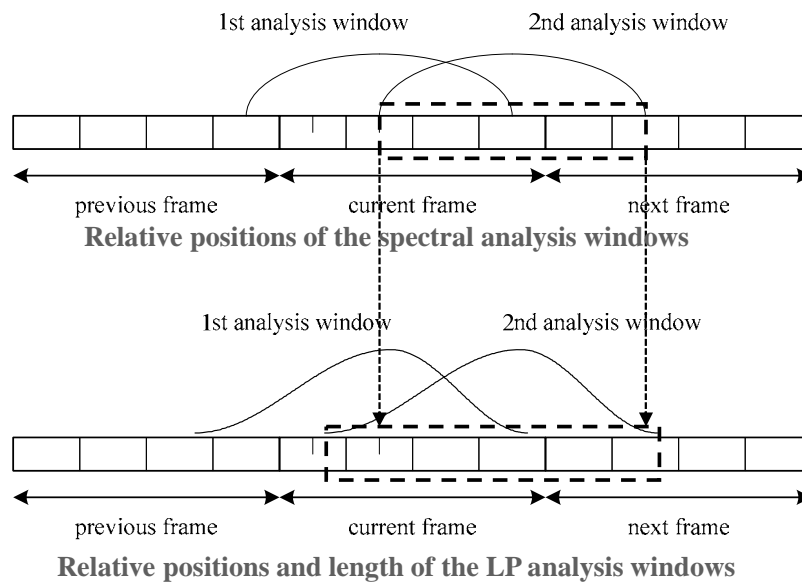 1st analysis window 2nd analysis window
previous frame current frame next frame
Relative positions of the spectral analysis windows
1st analysis window 2nd analysis window
previous frame current frame next frame
Relative positions and length of the LP analysis windows